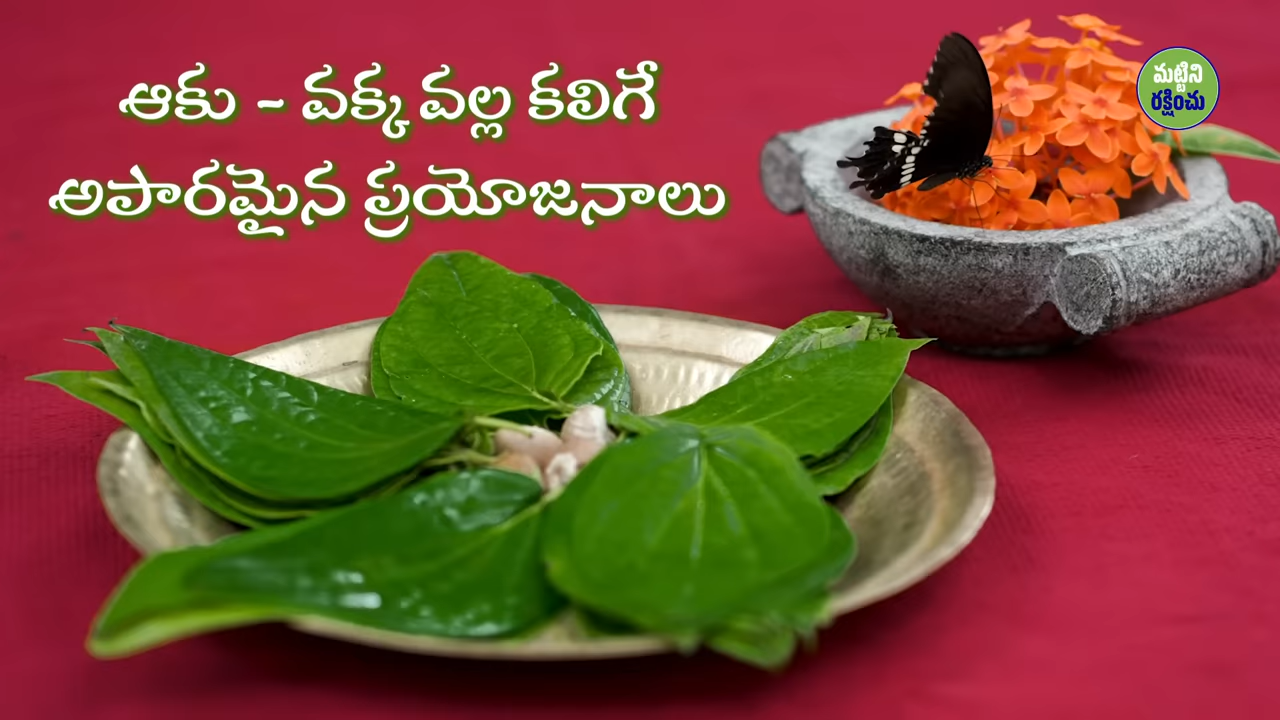 ఆకు - వక్క వల్ల కలిగే
అపారమైన ప్రయోజనాలు
మట్టిని
రక్షించు